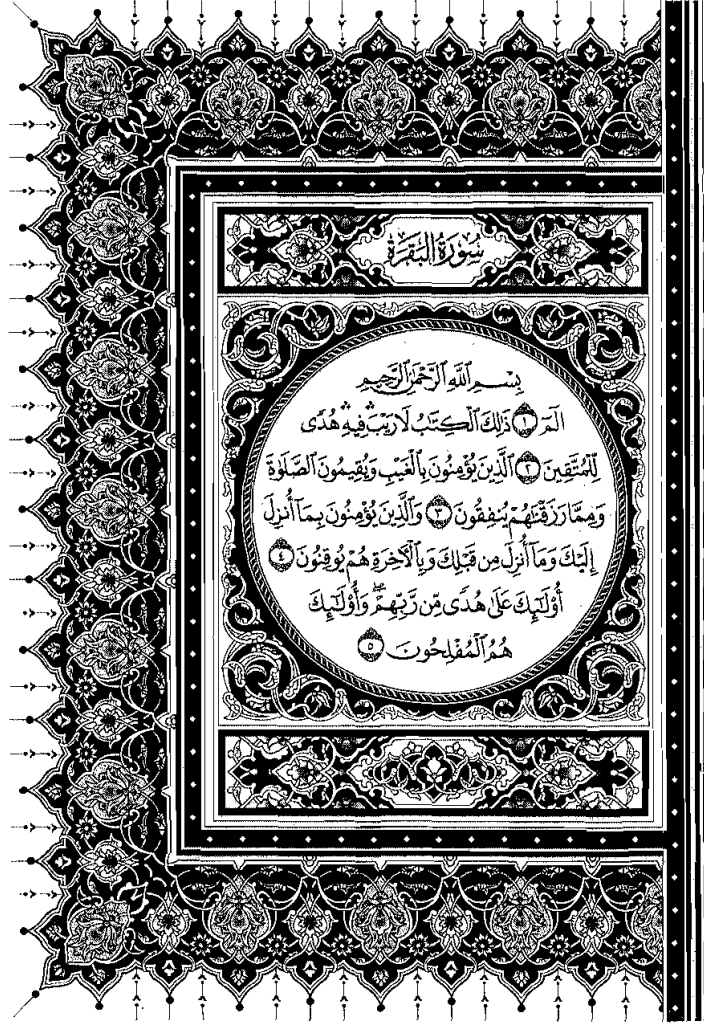 سُورَةُ البَقَرَةِ
بِسْمِ ٱللَّهِ ٱلرَّحْمَٰنِ ٱلرَّحِيمِ
الٓمٓ ١ ذَٰلِكَ ٱلْكِتَٰبُ لَا رَيْبَ ۛ فِيهِ ۛ هُدًى
لِّلْمُتَّقِينَ ٢ ٱلَّذِينَ يُؤْمِنُونَ بِٱلْغَيْبِ وَيُقِيمُونَ ٱلصَّلَوٰةَ
وَمِمَّا رَزَقْنَٰهُمْ يُنفِقُونَ ٣ وَٱلَّذِينَ يُؤْمِنُونَ بِمَآ أُنزِلَ
إِلَيْكَ وَمَآ أُنزِلَ مِن قَبْلِكَ وَبِٱلْءَاخِرَةِ هُمْ يُوقِنُونَ ٤
أُو۟لَٰٓئِكَ عَلَىٰ هُدًى مِّن رَّبِّهِمْ ۖ وَأُو۟لَٰٓئِكَ
هُمُ ٱلْمُفْلِحُونَ ٥